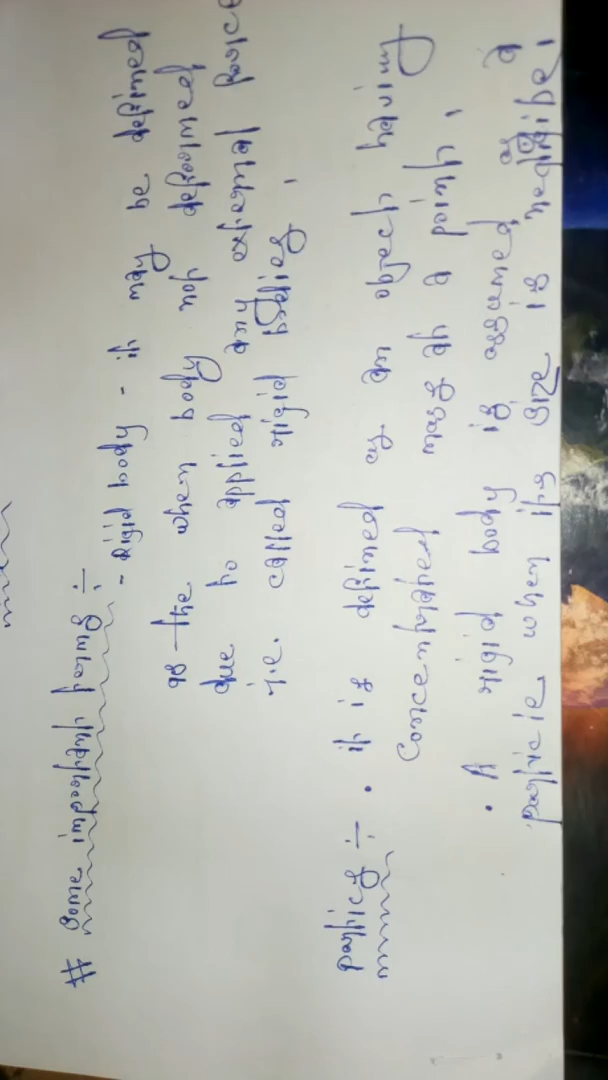 # some important terms ÷
- Rigid body - it may be defined
as the when body not deformed
due to applied any external force
i.e. called rigid bodies.
particg ÷ • it is defined as an object having
concentrated mass at a point.
• A rigid body is assumed as a
particle when its size is negligible.